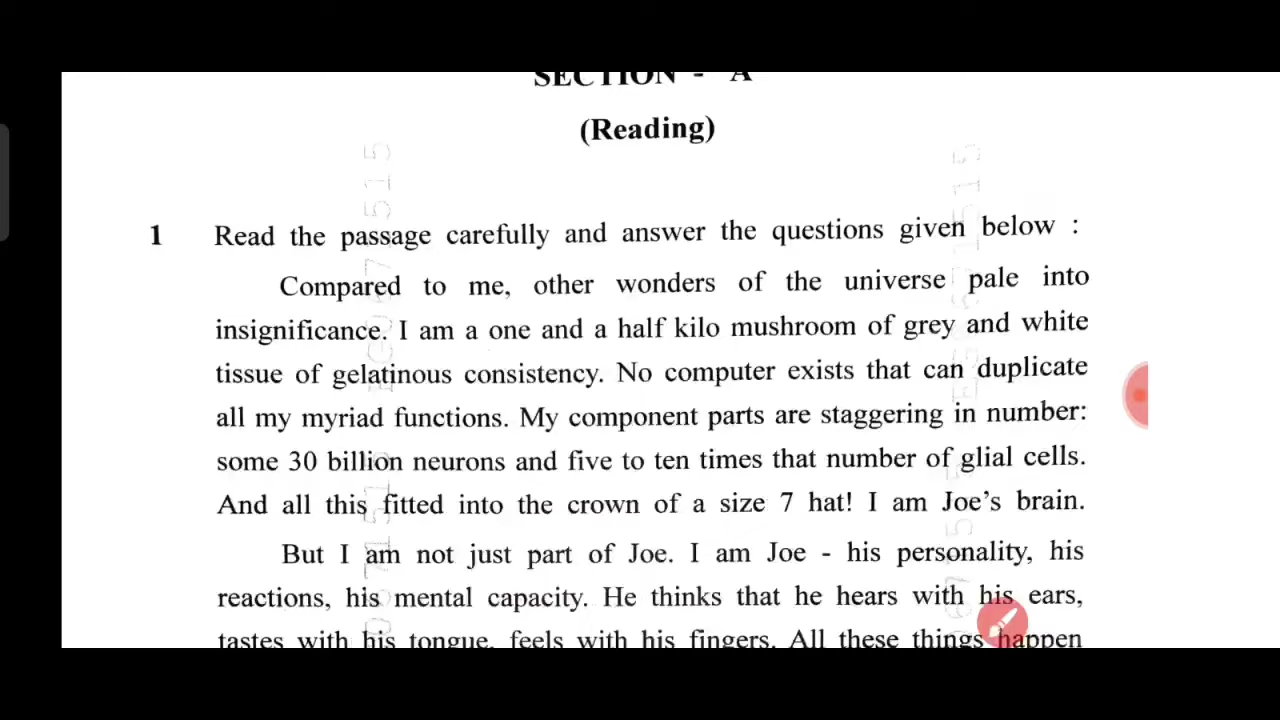 SECTION - A
(Reading)
1 Read the passage carefully and answer the questions given below :
Compared to me, other wonders of the universe pale into
insignificance. I am a one and a half kilo mushroom of grey and white
tissue of gelatinous consistency. No computer exists that can duplicate
all my myriad functions. My component parts are staggering in number:
some 30 billion neurons and five to ten times that number of glial cells.
And all this fitted into the crown of a size 7 hat! I am Joe's brain.
But I am not just part of Joe. I am Joe - his personality, his
reactions, his mental capacity. He thinks that he hears with his ears,
tastes with his tongue, feels with his fingers. All these things happen